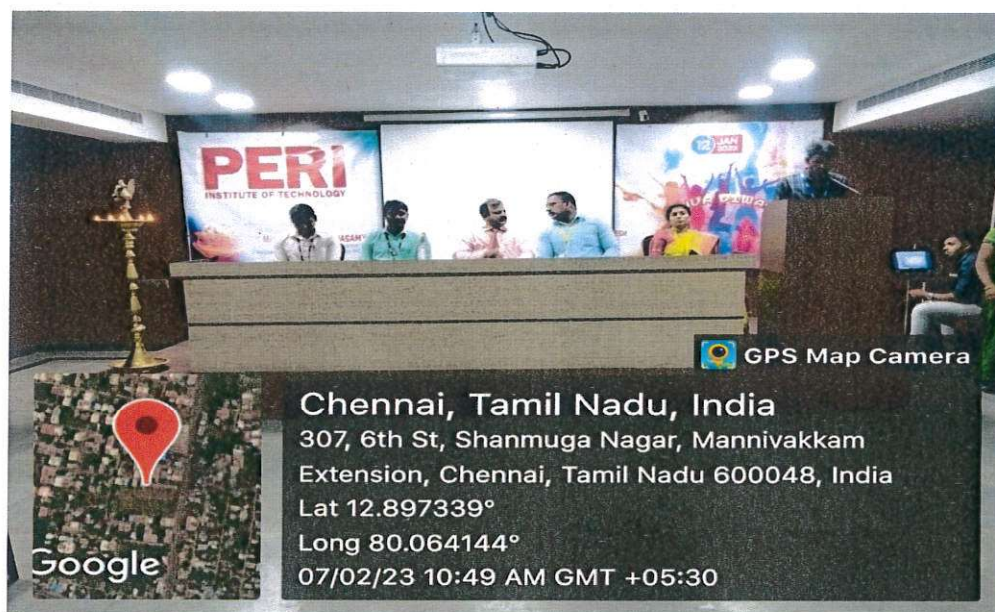 PERI
INSTITUTE OF TECHNOLOGY
12 JAN
2023
GPS Map Camera
Google
Chennai, Tamil Nadu, India
307, 6th St, Shanmuga Nagar, Mannivakkam
Extension, Chennai, Tamil Nadu 600048, India
Lat 12.897339°
Long 80.064144°
07/02/23 10:49 AM GMT +05:30